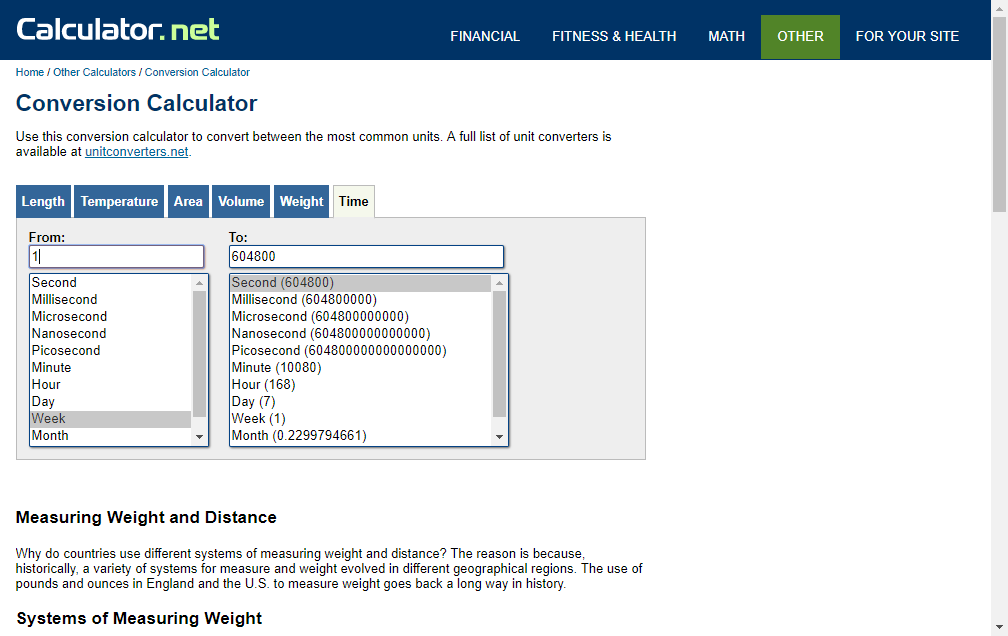 Calculator.net
FINANCIAL FITNESS & HEALTH MATH OTHER FOR YOUR SITE
Home / Other Calculators / Conversion Calculator
Conversion Calculator
Use this conversion calculator to convert between the most common units. A full list of unit converters is
available at unitconverters.net.
Length Temperature Area Volume Weight Time
From:
1
Second
Millisecond
Microsecond
Nanosecond
Picosecond
Minute
Hour
Day
Week
Month
To:
604800
Second (604800)
Millisecond (604800000)
Microsecond (604800000000)
Nanosecond (604800000000000)
Picosecond (604800000000000000)
Minute (10080)
Hour (168)
Day (7)
Week (1)
Month (0.2299794661)
Measuring Weight and Distance
Why do countries use different systems of measuring weight and distance? The reason is because,
historically, a variety of systems for measure and weight evolved in different geographical regions. The use of
pounds and ounces in England and the U.S. to measure weight goes back a long way in history.
Systems of Measuring Weight